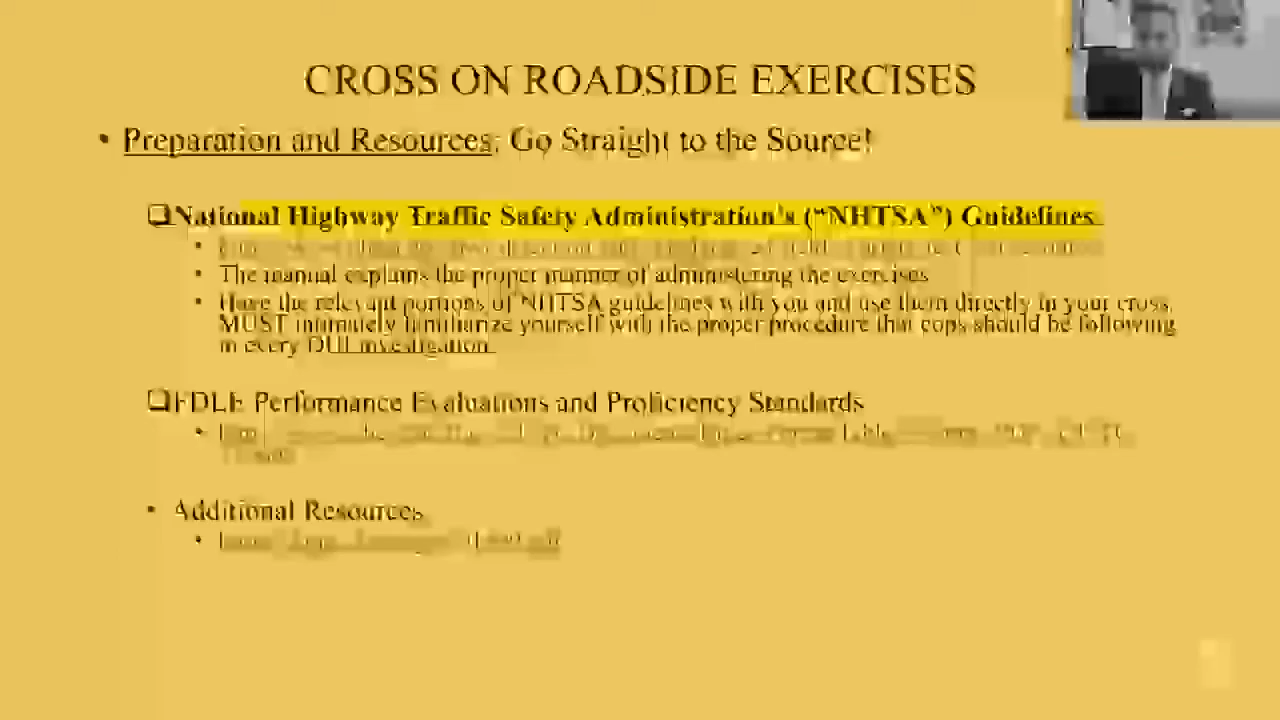 CROSS ON ROADSIDE EXERCISES
• Preparation and Resources: Go Straight to the Source!
❑National Highway Traffic Safety Administration's ("NHTSA") Guidelines
• The manual explains the proper manner of administering the exercises
• Have the relevant portions of NHTSA guidelines with you and use them directly in your cross.
MUST intimately familiarize yourself with the proper procedure that cops should be following
in every DUI investigation.
❑FDLE Performance Evaluations and Proficiency Standards
• Additional Resources